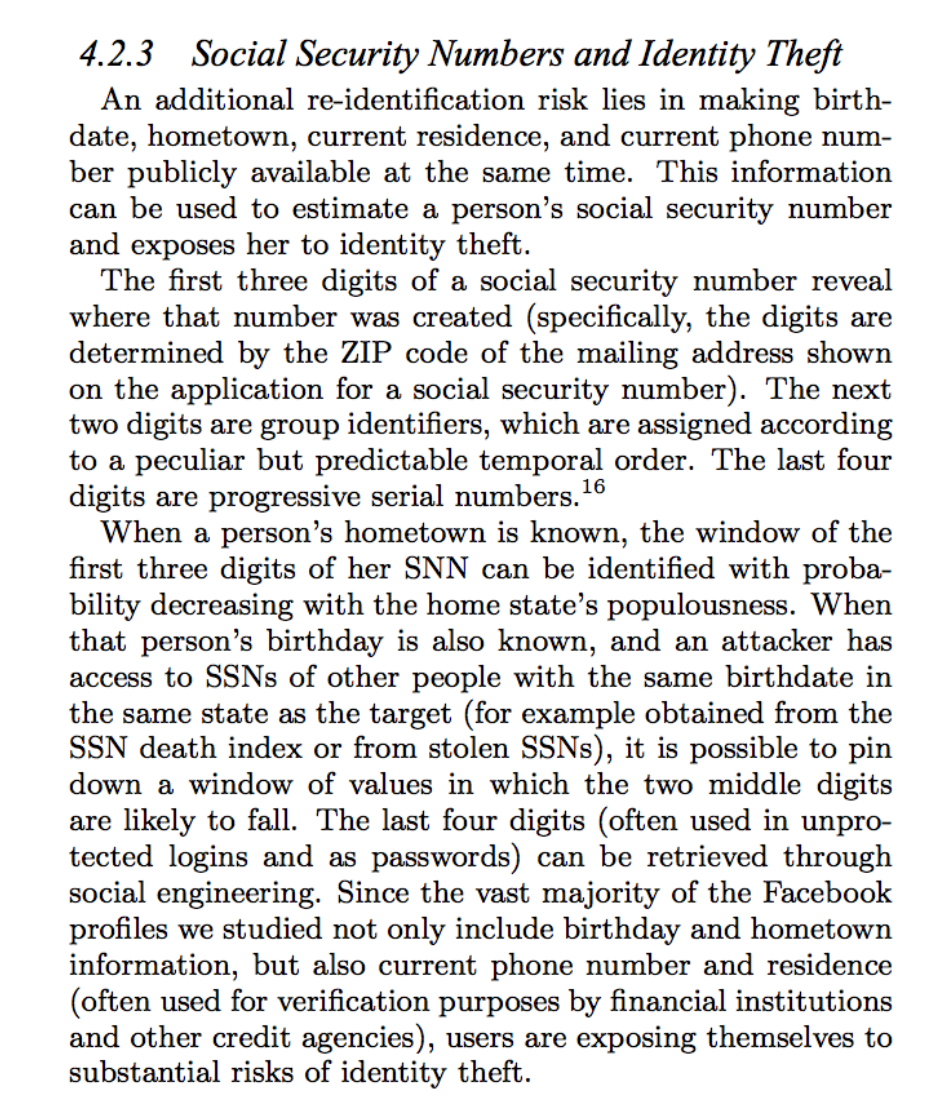 4.2.3 Social Security Numbers and Identity Theft
An additional re-identification risk lies in making birth-
date, hometown, current residence, and current phone num-
ber publicly available at the same time. This information
can be used to estimate a person's social security number
and exposes her to identity theft.
The first three digits of a social security number reveal
where that number was created (specifically, the digits are
determined by the ZIP code of the mailing address shown
on the application for a social security number). The next
two digits are group identifiers, which are assigned according
to a peculiar but predictable temporal order. The last four
digits are progressive serial numbers.16
When a person's hometown is known, the window of the
first three digits of her SNN can be identified with proba-
bility decreasing with the home state's populousness. When
that person's birthday is also known, and an attacker has
access to SSNs of other people with the same birthdate in
the same state as the target (for example obtained from the
SSN death index or from stolen SSNs), it is possible to pin
down a window of values in which the two middle digits
are likely to fall. The last four digits (often used in unpro-
tected logins and as passwords) can be retrieved through
social engineering. Since the vast majority of the Facebook
profiles we studied not only include birthday and hometown
information, but also current phone number and residence
(often used for verification purposes by financial institutions
and other credit agencies), users are exposing themselves to
substantial risks of identity theft.